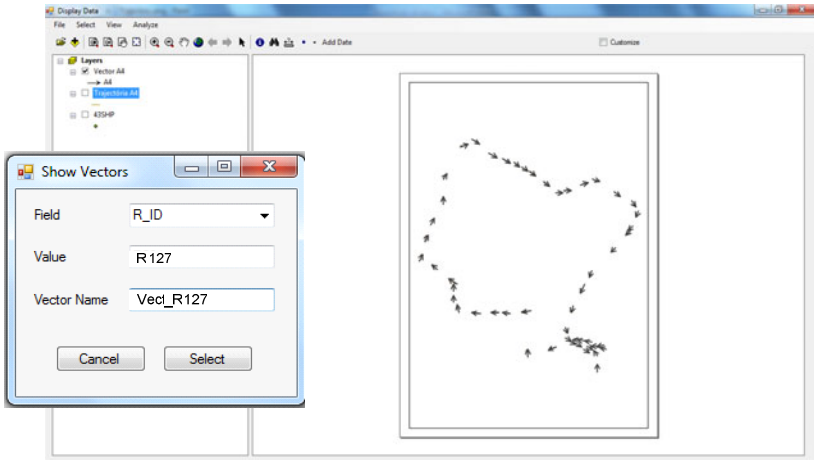 Display Data
File Select View Analyze
Add Date
Customize
Layers
Vector A4
A4
Trajectória A4
43SHP
Show Vectors
Field R_ID
Value R127
Vector Name Vect_R127
Cancel Select